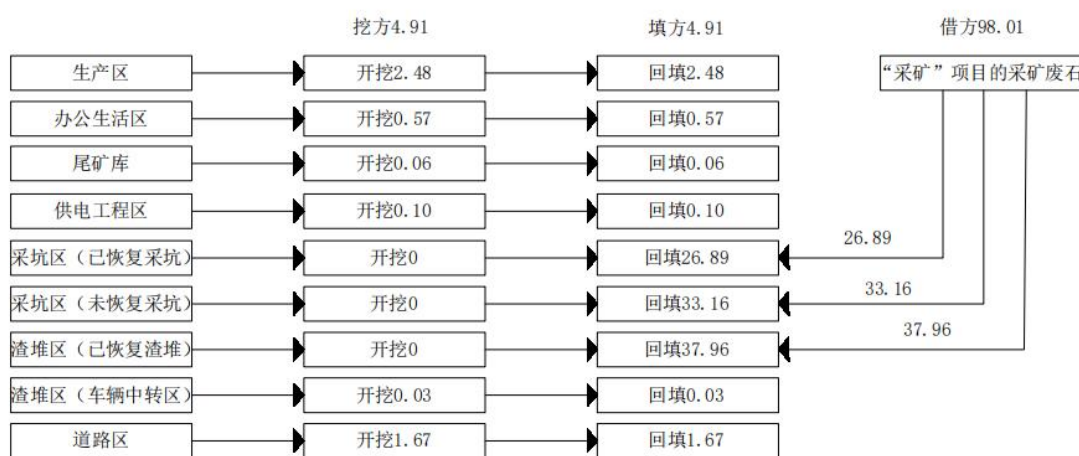 挖方4.91 填方4.91 借方98.01
生产区 开挖2.48 回填2.48 “采矿”项目的采矿废石
办公生活区 开挖0.57 回填0.57
尾矿库 开挖0.06 回填0.06
供电工程区 开挖0.10 回填0.10
26.89
采坑区（已恢复采坑） 开挖0 回填26.89
33.16
采坑区（未恢复采坑） 开挖0 回填33.16
37.96
渣堆区（已恢复渣堆） 开挖0 回填37.96
渣堆区（车辆中转区） 开挖0.03 回填0.03
道路区 开挖1.67 回填1.67